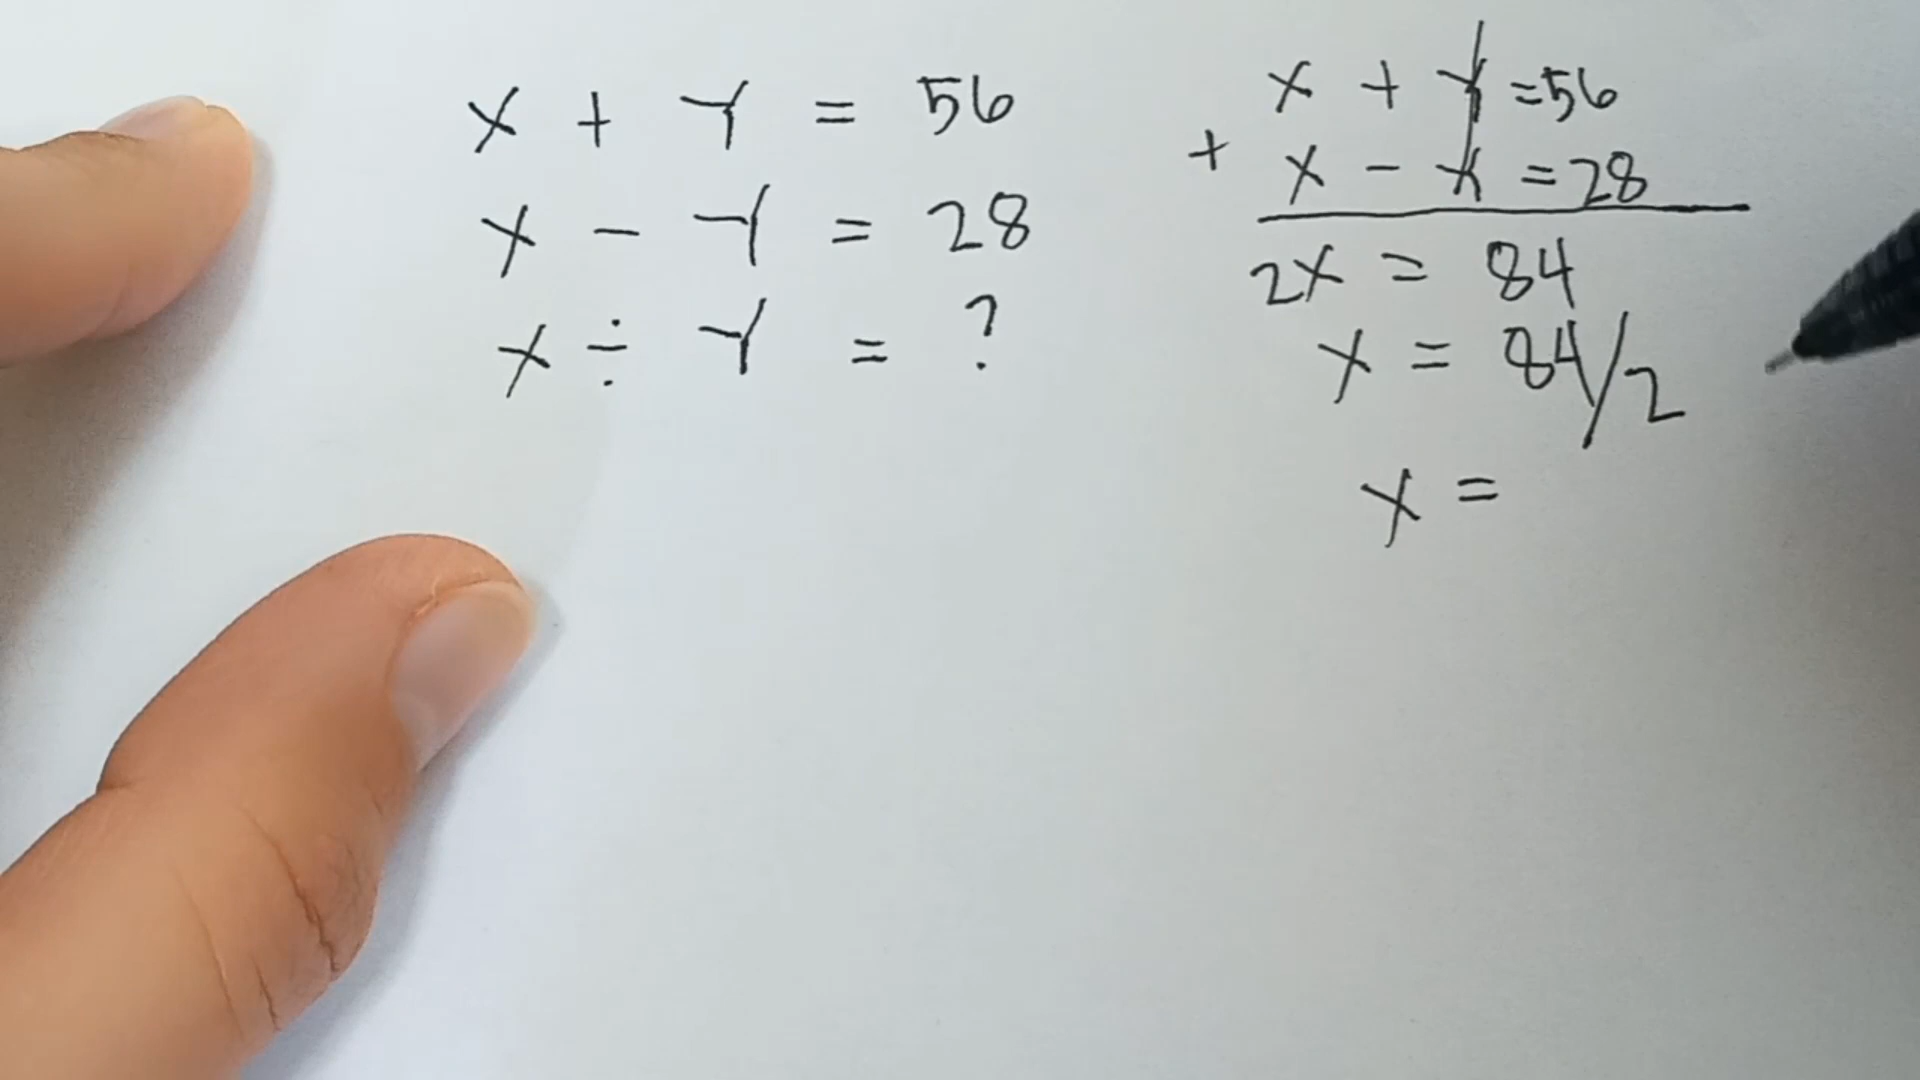 X + Y = 56
X - Y = 28
X ÷ Y = ?
X + Y = 56
+ X - Y = 28
2X = 84
X = 84/2
X =